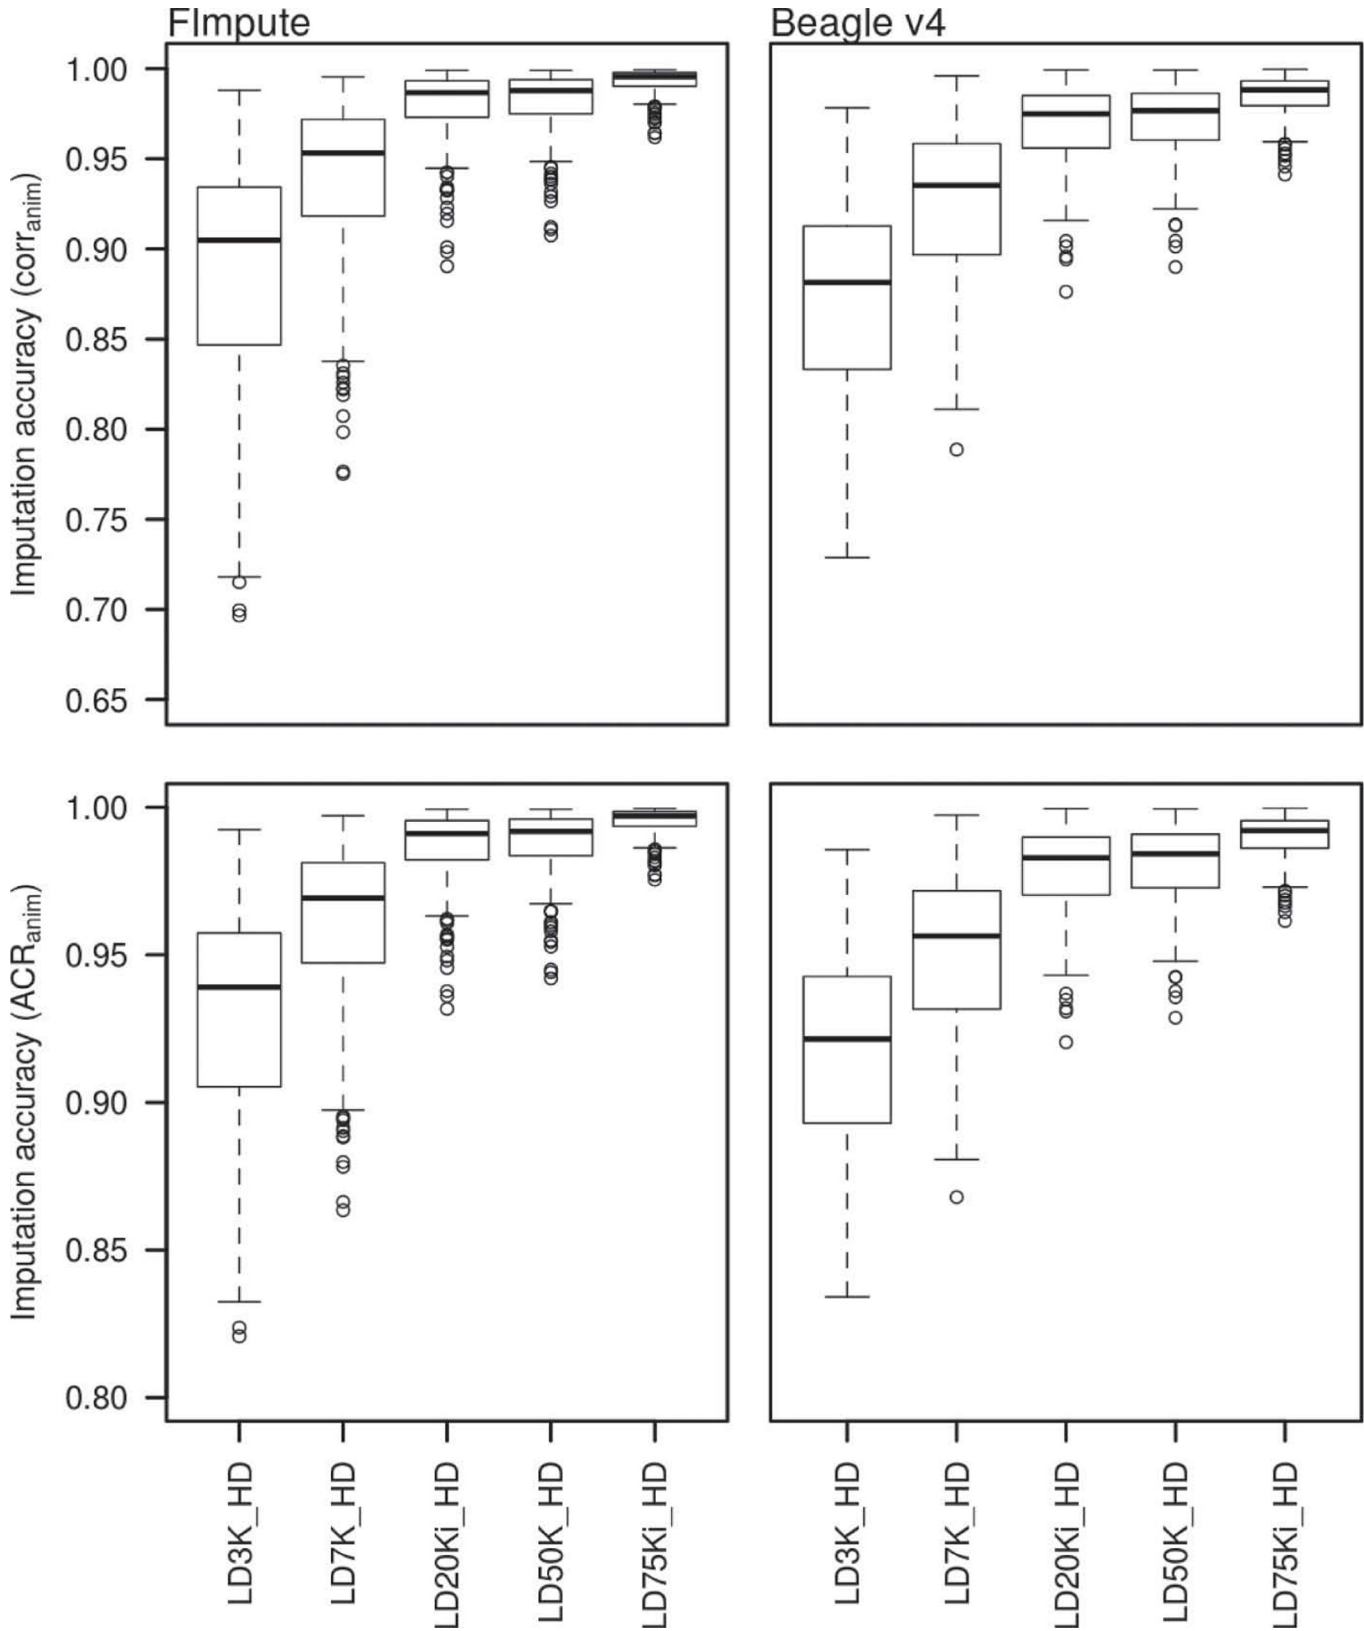 FImpute
Beagle v4
Imputation accuracy (corranim)
1.00
0.95
0.90
0.85
0.80
0.75
0.70
0.65
Imputation accuracy (ACRanim)
1.00
0.95
0.90
0.85
0.80
LD3K_HD
LD7K_HD
LD20Ki_HD
LD50K_HD
LD75Ki_HD
LD3K_HD
LD7K_HD
LD20Ki_HD
LD50K_HD
LD75Ki_HD